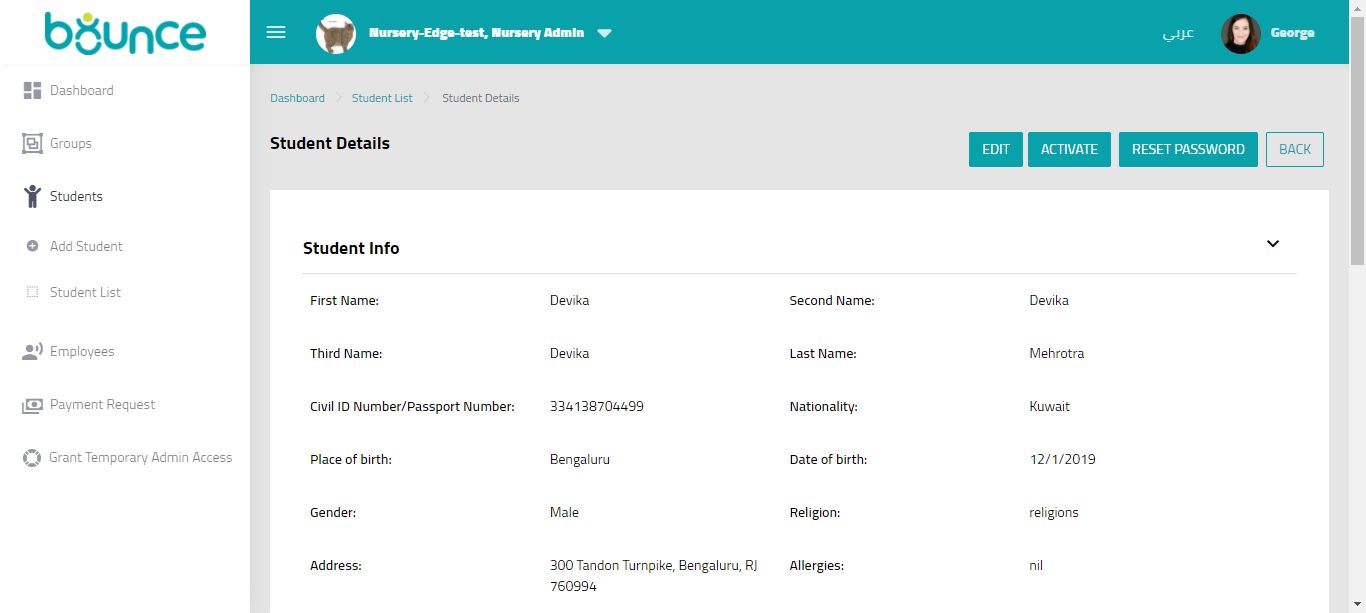 bounce
Nursery-Edge-test, Nursery Admin
عربي
George
Dashboard
Groups
Students
Add Student
Student List
Employees
Payment Request
Grant Temporary Admin Access
Dashboard > Student List > Student Details
Student Details
EDIT
ACTIVATE
RESET PASSWORD
BACK
Student Info
First Name: Devika Second Name: Devika
Third Name: Devika Last Name: Mehrotra
Civil ID Number/Passport Number: 334138704499 Nationality: Kuwait
Place of birth: Bengaluru Date of birth: 12/1/2019
Gender: Male Religion: religions
Address: 300 Tandon Turnpike, Bengaluru, RJ Allergies: nil
760994